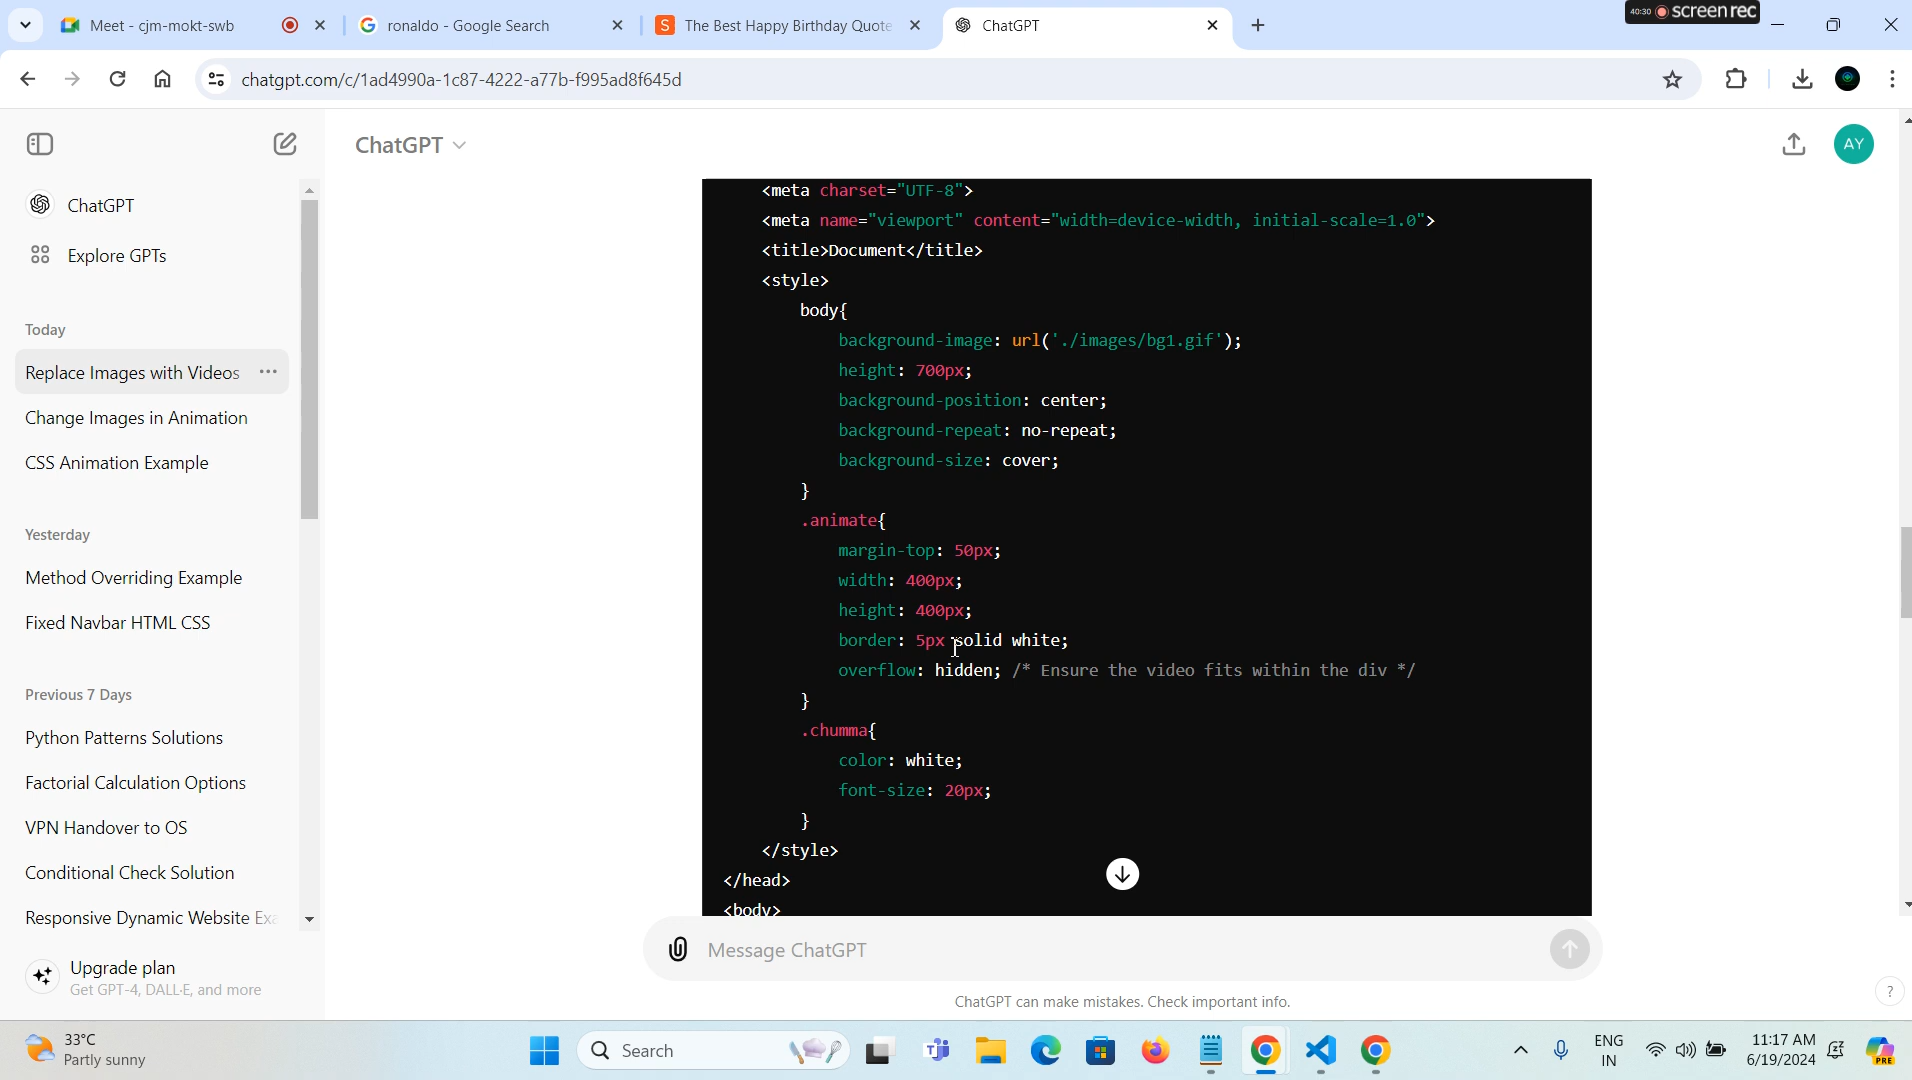 Meet - cjm-mokt-swb
ronaldo - Google Search
The Best Happy Birthday Quote
ChatGPT
40:30 screen rec
chatgpt.com/c/1ad4990a-1c87-4222-a77b-f995ad8f645d
ChatGPT
AY
ChatGPT
Explore GPTs
Today
Replace Images with Videos
Change Images in Animation
CSS Animation Example
Yesterday
Method Overriding Example
Fixed Navbar HTML CSS
Previous 7 Days
Python Patterns Solutions
Factorial Calculation Options
VPN Handover to OS
Conditional Check Solution
Responsive Dynamic Website Exa
Upgrade plan
Get GPT-4, DALL·E, and more
<meta charset="UTF-8">
<meta name="viewport" content="width=device-width, initial-scale=1.0">
<title>Document</title>
<style>
body{
background-image: url('./images/bg1.gif');
height: 700px;
background-position: center;
background-repeat: no-repeat;
background-size: cover;
}
.animate{
margin-top: 50px;
width: 400px;
height: 400px;
border: 5px solid white;
overflow: hidden; /* Ensure the video fits within the div */
}
.chumma{
color: white;
font-size: 20px;
}
</style>
</head>
<body>
Message ChatGPT
ChatGPT can make mistakes. Check important info.
?
33°C
Partly sunny
Search
ENG
IN
11:17 AM
6/19/2024
PRE